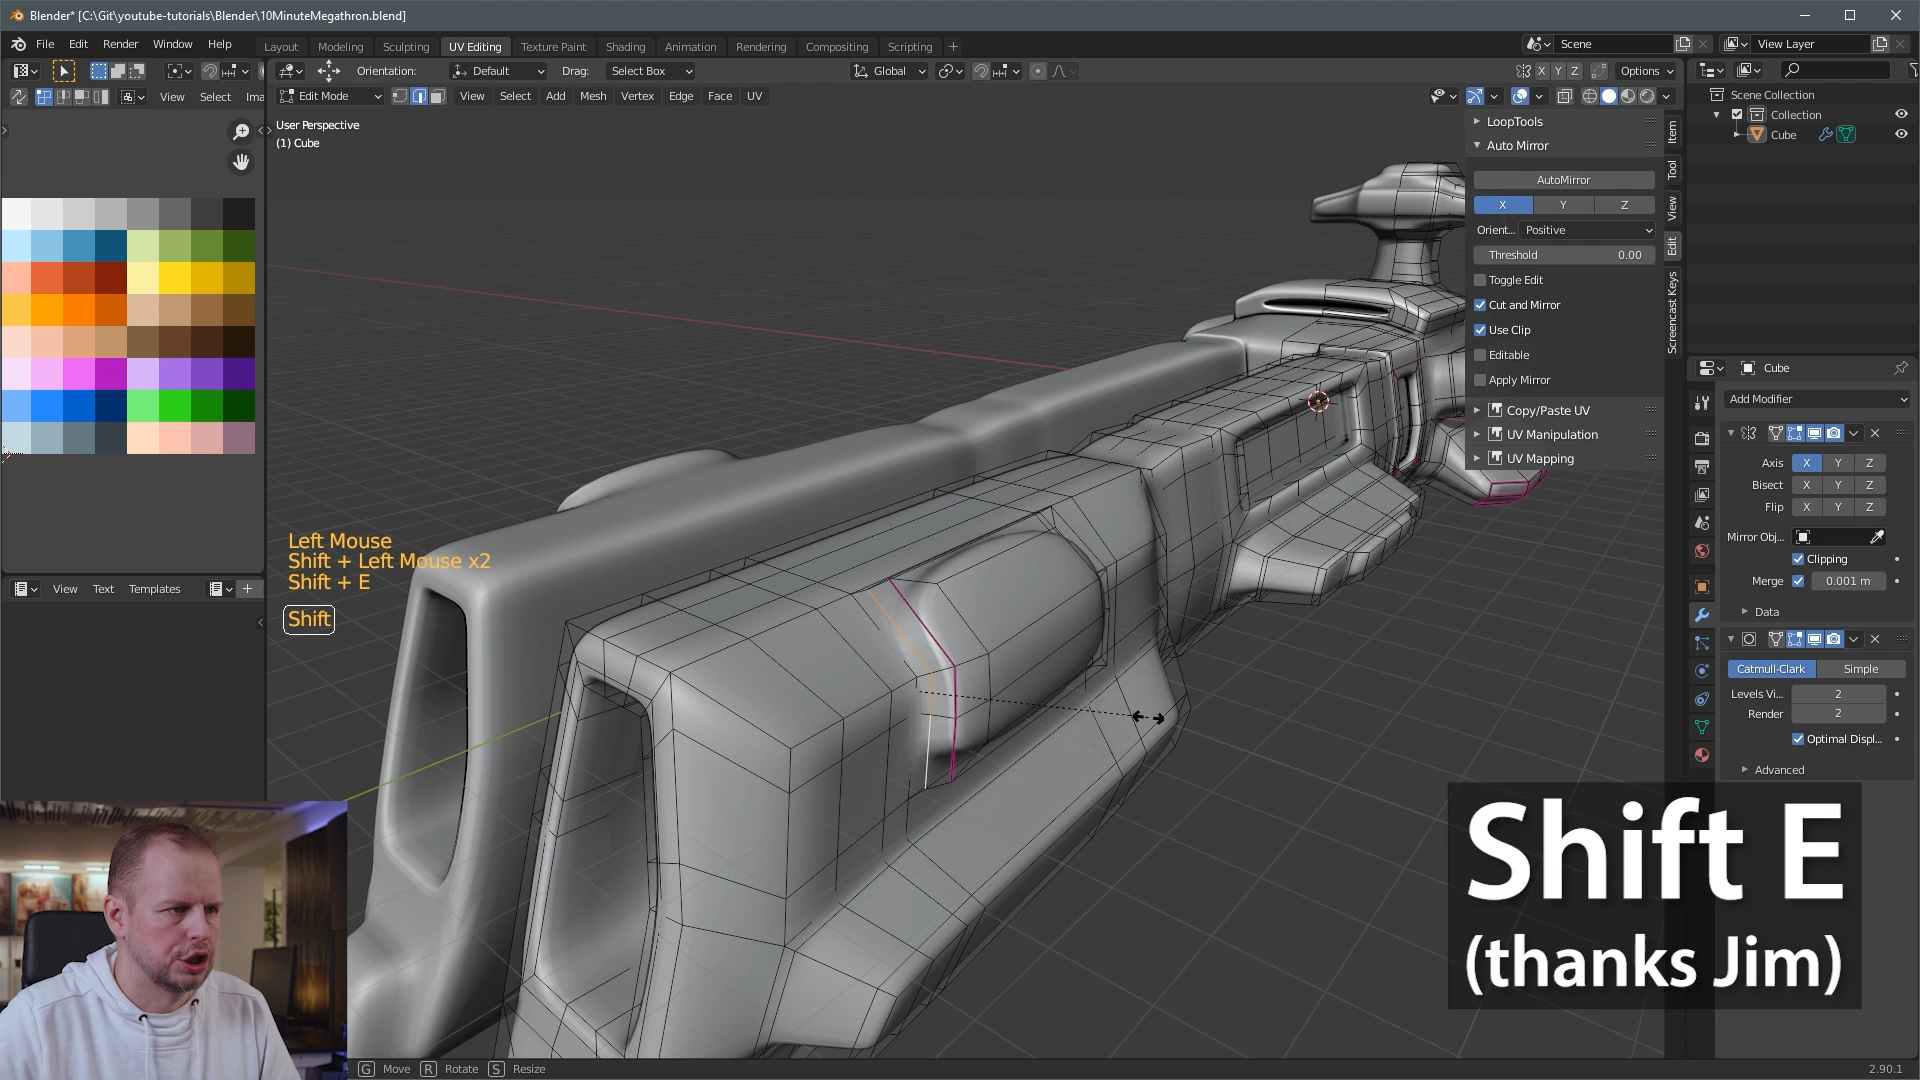 Blender* [C:\Git\youtube-tutorials\Blender\10MinuteMegathron.blend]
File Edit Render Window Help
Layout Modeling Sculpting UV Editing Texture Paint Shading Animation Rendering Compositing Scripting +
Scene
View Layer
Orientation: Default Drag: Select Box
Global
X Y Z
Options
View Select Ima
Edit Mode
View Select Add Mesh Vertex Edge Face UV
User Perspective
(1) Cube
LoopTools
Auto Mirror
AutoMirror
X Y Z
Orient... Positive
Threshold 0.00
Toggle Edit
Cut and Mirror
Use Clip
Editable
Apply Mirror
Copy/Paste UV
UV Manipulation
UV Mapping
Item
Tool
View
Edit
Screencast Keys
Scene Collection
Collection
Cube
Cube
Add Modifier
Axis X Y Z
Bisect X Y Z
Flip X Y Z
Mirror Obj...
Clipping
Merge 0.001 m
Data
Catmull-Clark Simple
Levels Vi... 2
Render 2
Optimal Displ...
Advanced
Left Mouse
Shift + Left Mouse x2
Shift + E
Shift
View Text Templates
Shift E
(thanks Jim)
G Move R Rotate S Resize
2.90.1